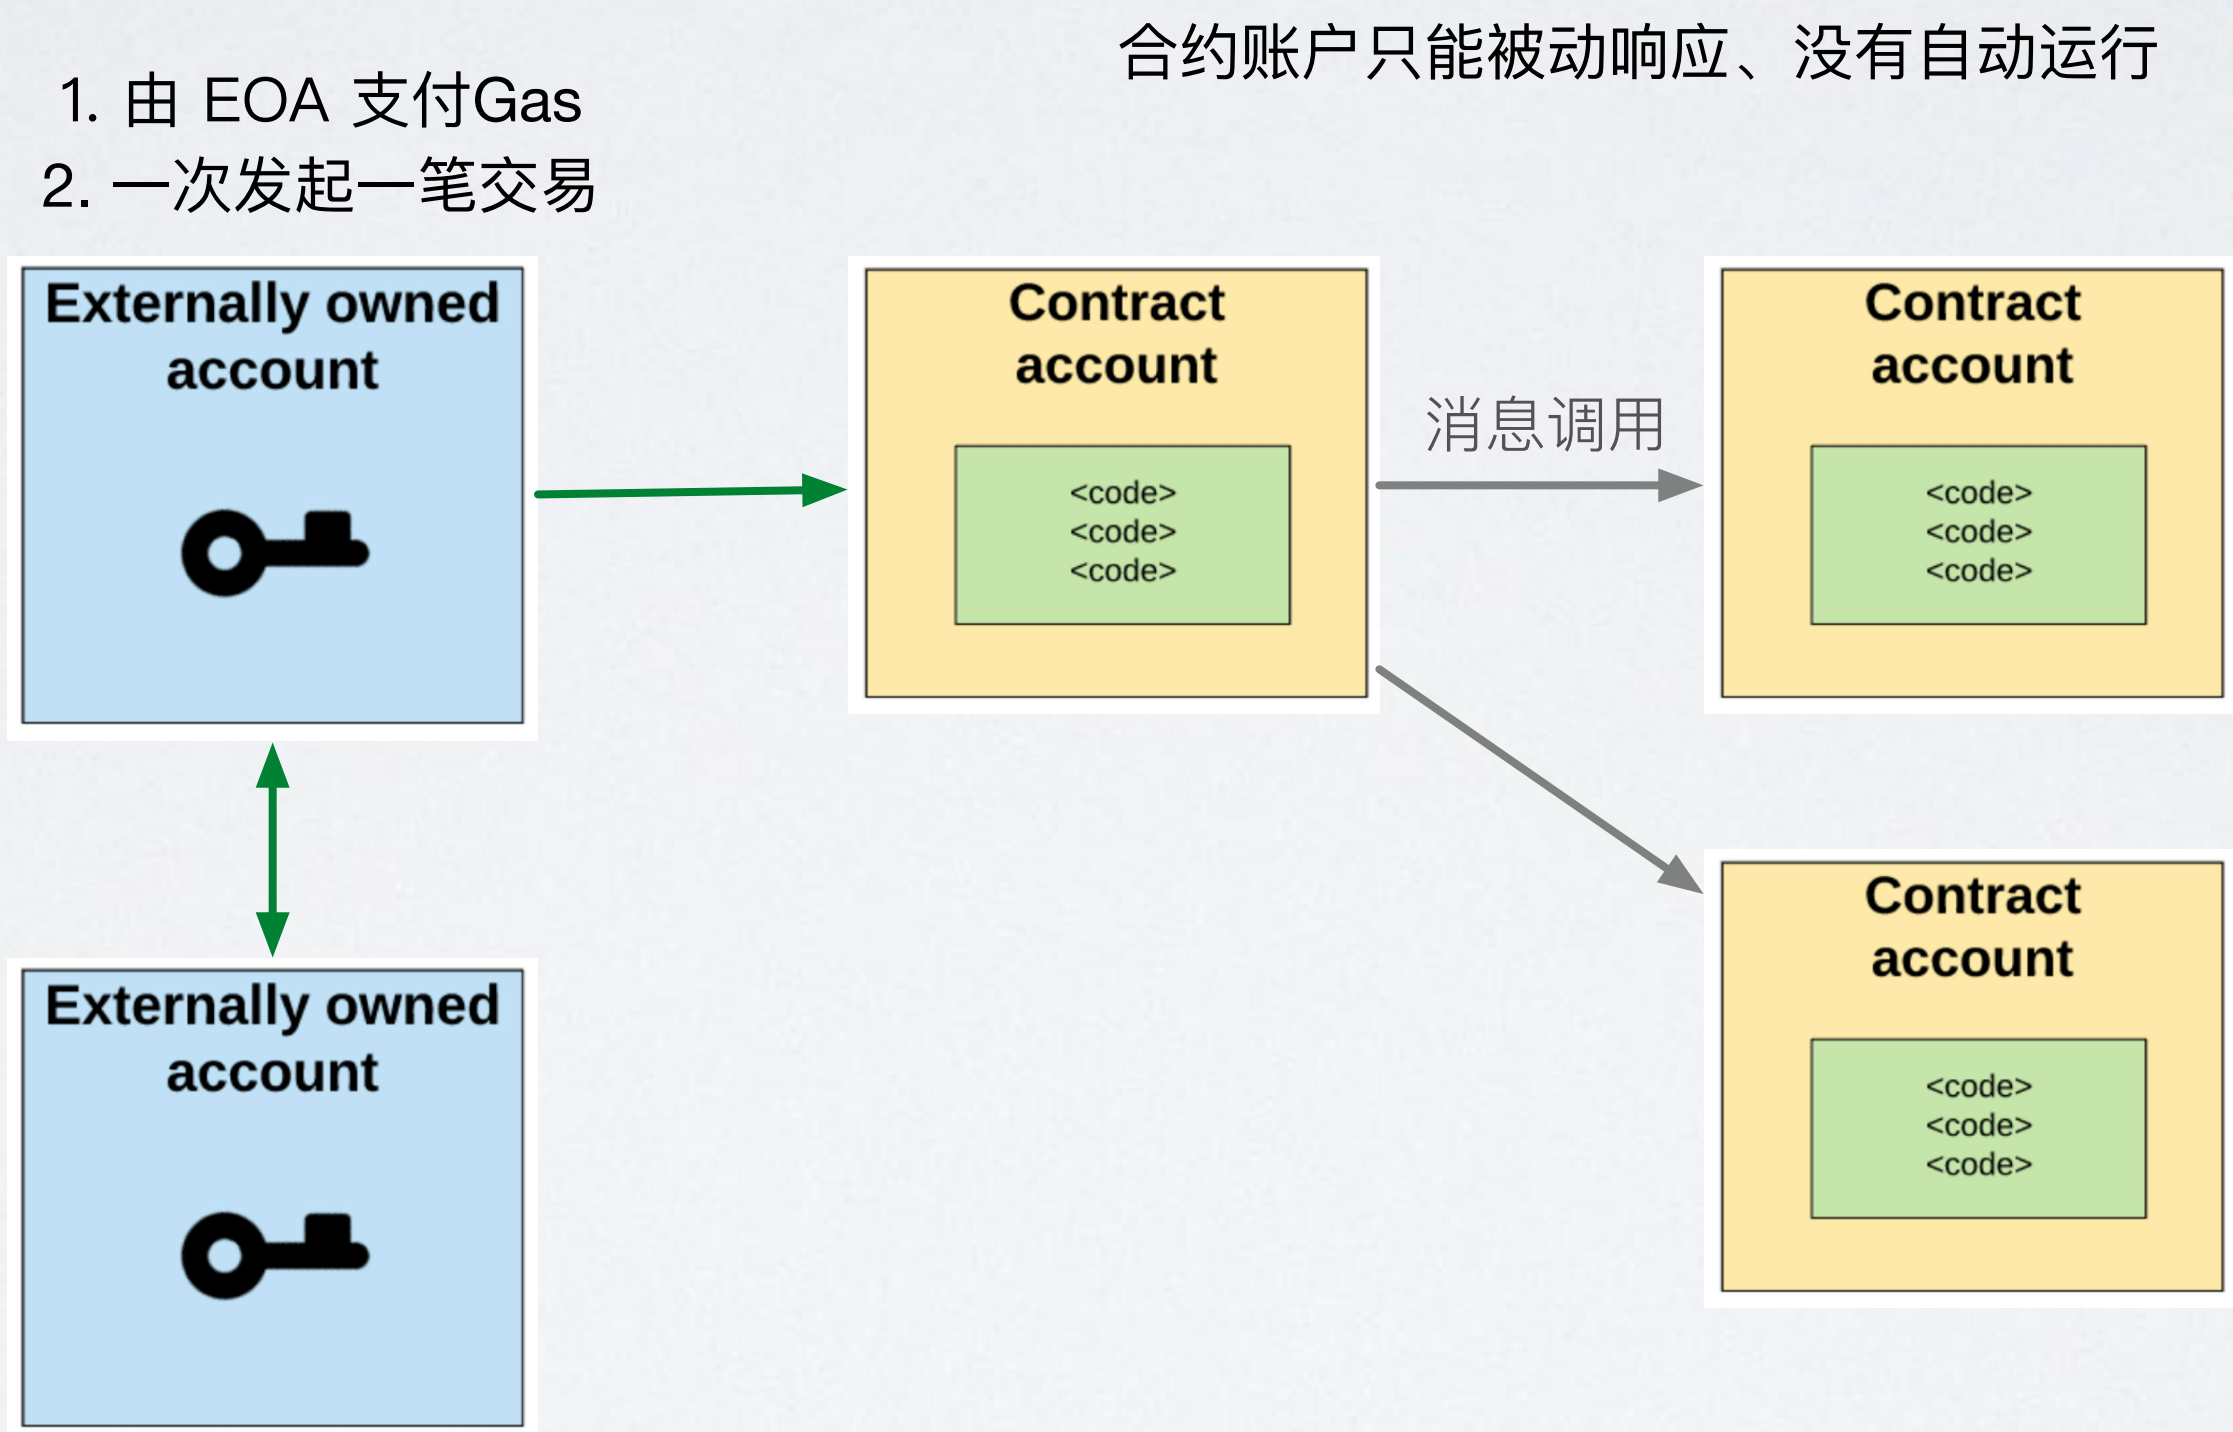 合约账户只能被动响应、没有自动运行
1. 由 EOA 支付Gas
2. 一次发起一笔交易
Externally owned
account
Contract
account
<code>
<code>
<code>
消息调用
Contract
account
<code>
<code>
<code>
Externally owned
account
Contract
account
<code>
<code>
<code>